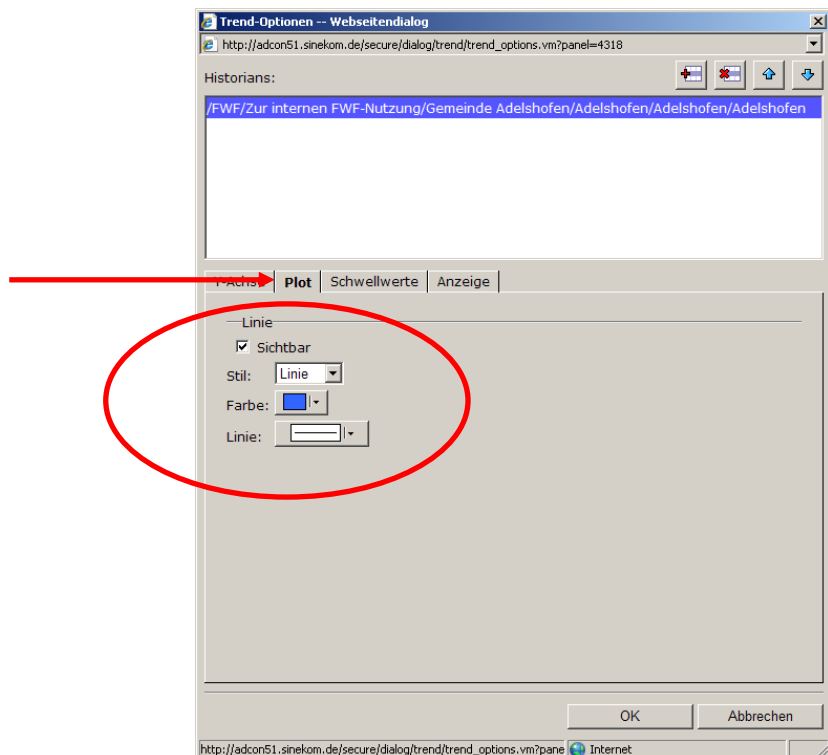 Trend-Optionen -- Webseitendialog
http://adcon51.sinekom.de/secure/dialog/trend/trend_options.vm?panel=4318
Historians:
/FWF/Zur internen FWF-Nutzung/Gemeinde Adelshofen/Adelshofen/Adelshofen/Adelshofen
Plot Schwellwerte Anzeige
Linie
Sichtbar
Stil: Linie
Farbe:
Linie:
OK Abbrechen
http://adcon51.sinekom.de/secure/dialog/trend/trend_options.vm?pane Internet